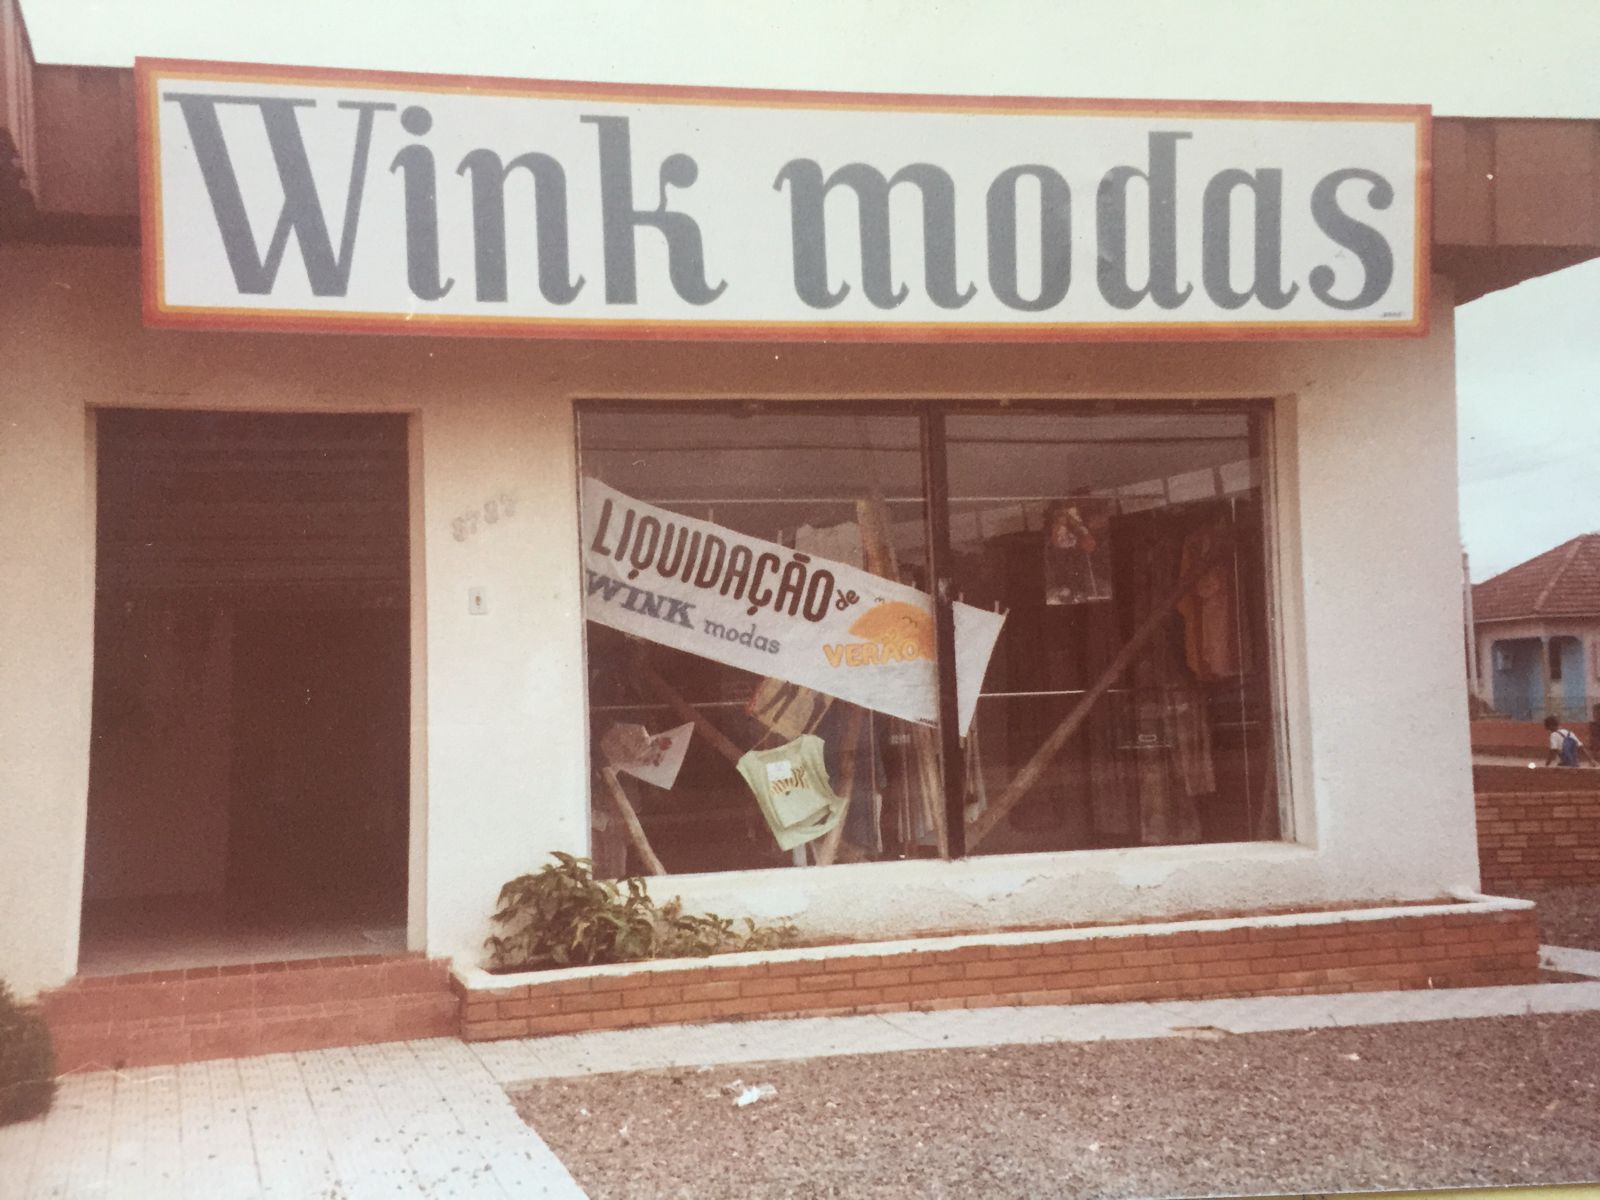 Wink modas
LIQUIDAÇÃO de
WINK modas
VERÃO